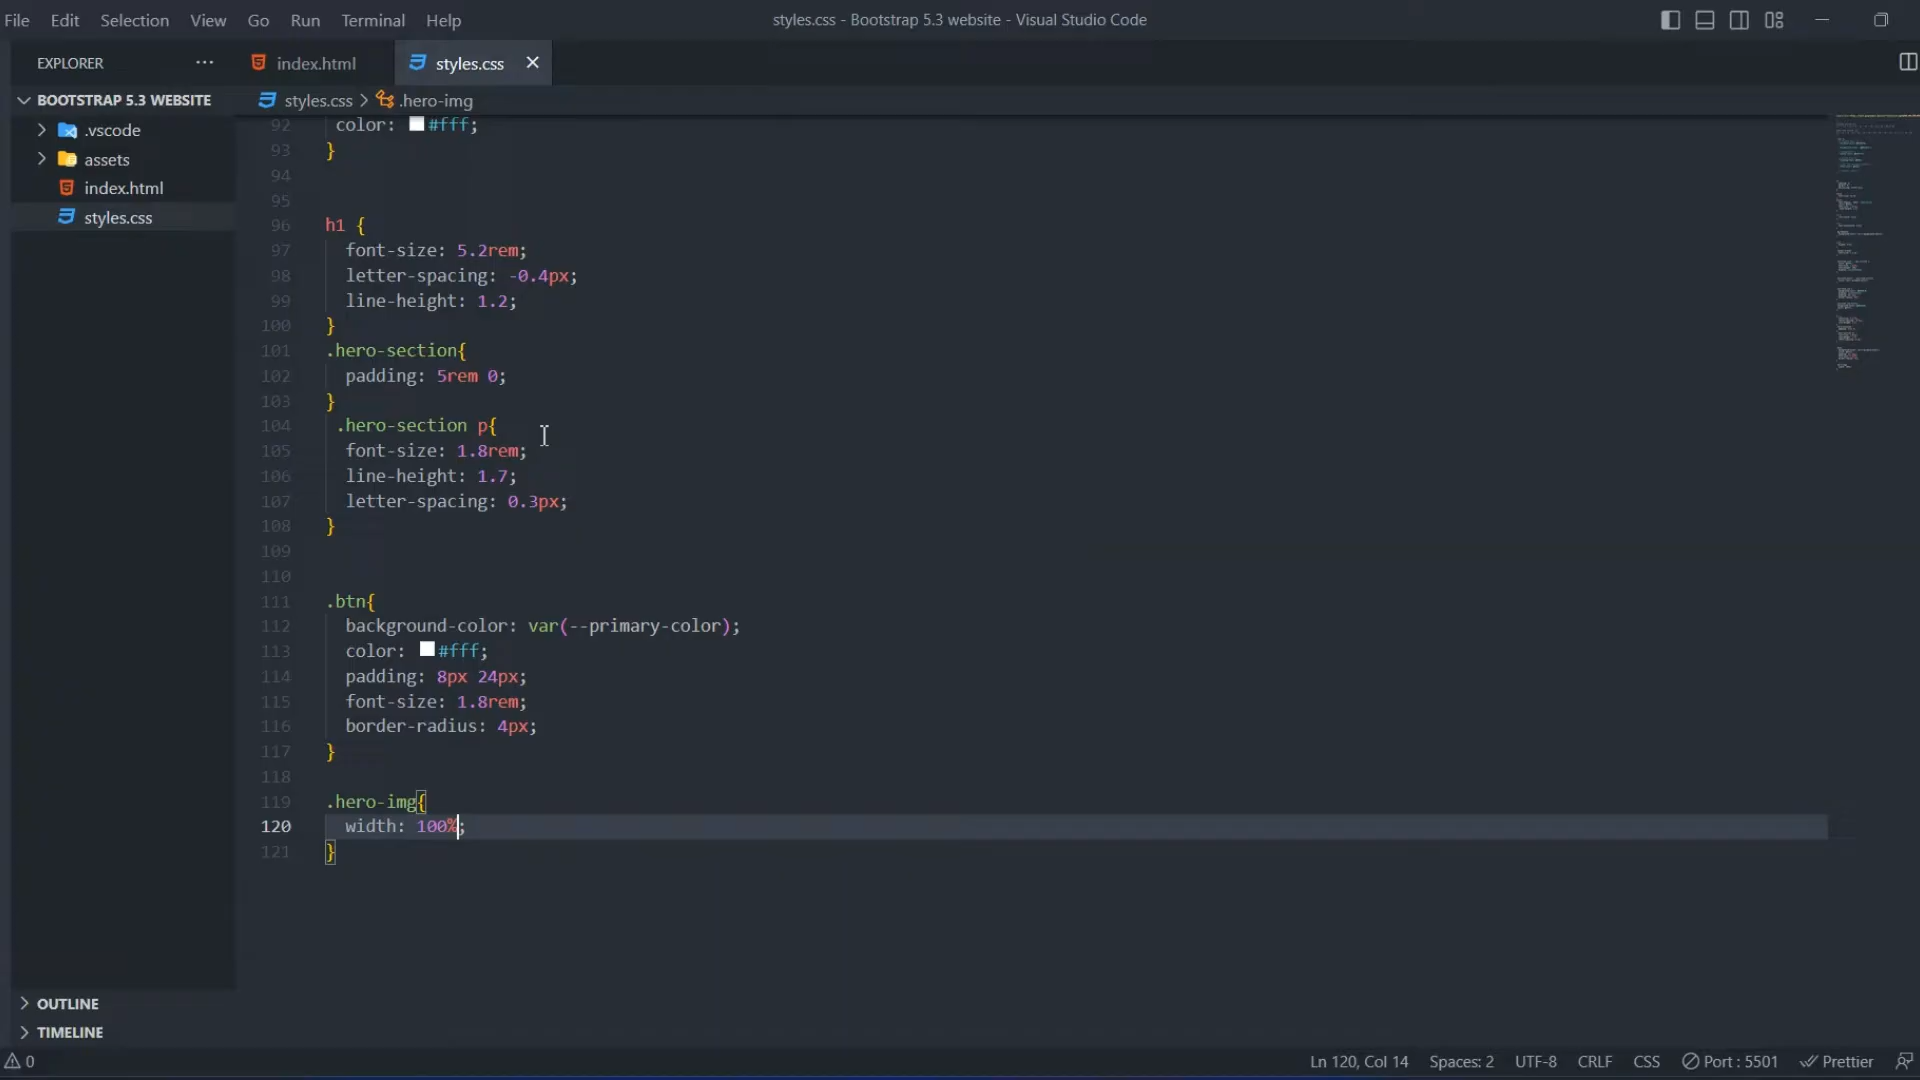 File Edit Selection View Go Run Terminal Help
styles.css - Bootstrap 5.3 website - Visual Studio Code
EXPLORER ···
index.html
styles.css
BOOTSTRAP 5.3 WEBSITE
.vscode
assets
index.html
styles.css
styles.css > .hero-img
92 color: #fff;
93 }
94
95
96 h1 {
97 font-size: 5.2rem;
98 letter-spacing: -0.4px;
99 line-height: 1.2;
100 }
101 .hero-section{
102 padding: 5rem 0;
103 }
104 .hero-section p{
105 font-size: 1.8rem;
106 line-height: 1.7;
107 letter-spacing: 0.3px;
108 }
109
110
111 .btn{
112 background-color: var(--primary-color);
113 color: #fff;
114 padding: 8px 24px;
115 font-size: 1.8rem;
116 border-radius: 4px;
117 }
118
119 .hero-img{
120 width: 100%;
121 }
OUTLINE
TIMELINE
0
Ln 120, Col 14 Spaces: 2 UTF-8 CRLF CSS Port : 5501 Prettier